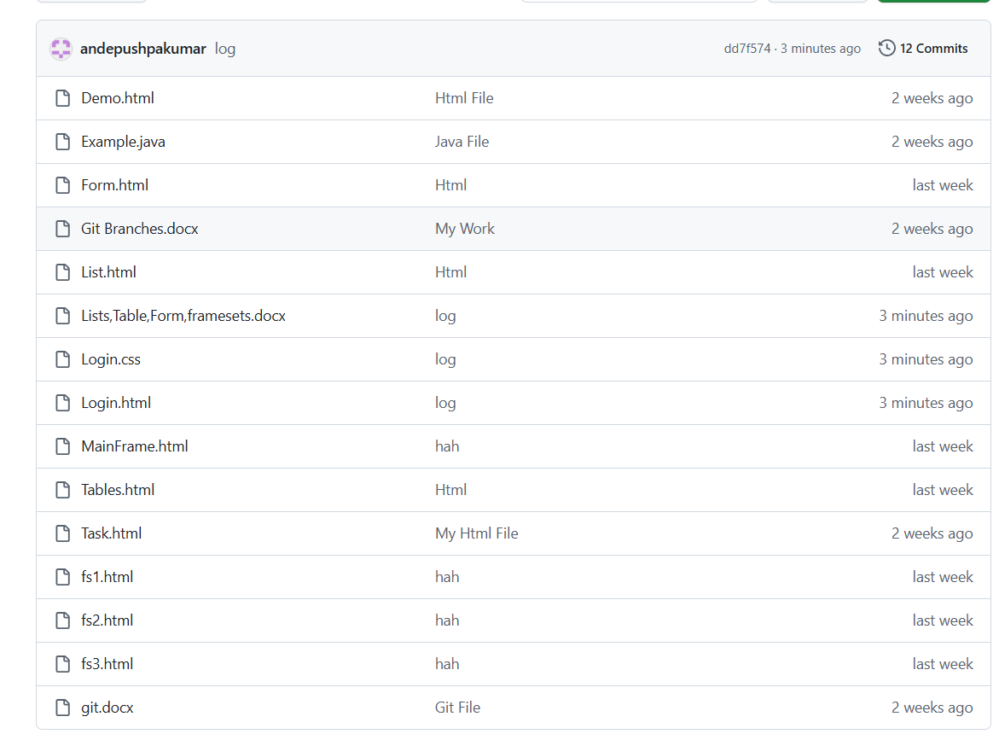 andepushpakumar log dd7f574 · 3 minutes ago 12 Commits
Demo.html Html File 2 weeks ago
Example.java Java File 2 weeks ago
Form.html Html last week
Git Branches.docx My Work 2 weeks ago
List.html Html last week
Lists,Table,Form,framesets.docx log 3 minutes ago
Login.css log 3 minutes ago
Login.html log 3 minutes ago
MainFrame.html hah last week
Tables.html Html last week
Task.html My Html File 2 weeks ago
fs1.html hah last week
fs2.html hah last week
fs3.html hah last week
git.docx Git File 2 weeks ago